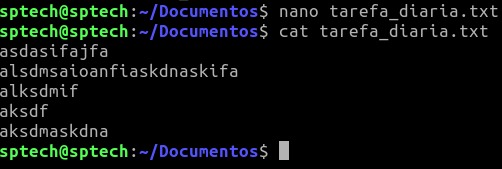 sptech@sptech:~/Documentos$ nano tarefa_diaria.txt
sptech@sptech:~/Documentos$ cat tarefa_diaria.txt
asdasifajfa
alsdmsaioanfiaskdnaskifa
alksdmif
aksdf
aksdmaskdna
sptech@sptech:~/Documentos$